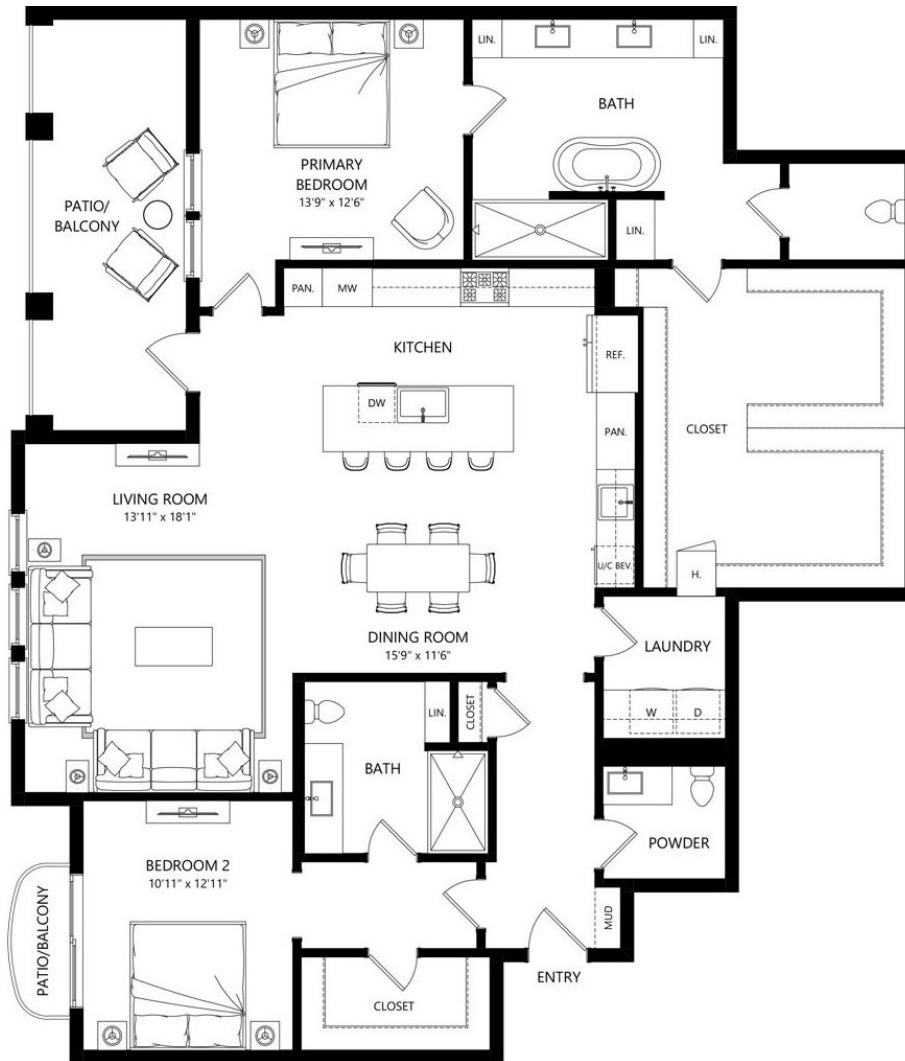 LIN.
LIN.
BATH
PRIMARY
BEDROOM
13'9" x 12'6"
PATIO/
BALCONY
LIN.
PAN.
MW
KITCHEN
REF.
DW
PAN.
CLOSET
LIVING ROOM
13'11" x 18'1"
U/C BEV.
H.
DINING ROOM
15'9" x 11'6"
LAUNDRY
W
D
LIN.
CLOSET
BATH
POWDER
BEDROOM 2
10'11" x 12'11"
PATIO/BALCONY
MUD
ENTRY
CLOSET